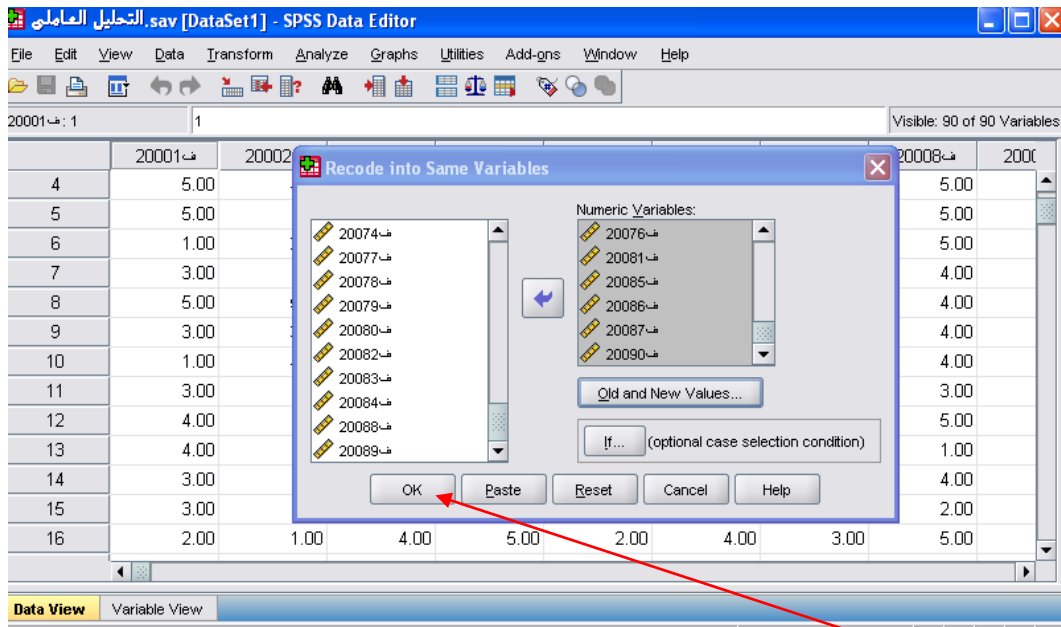 التحليل العاملي.sav [DataSet1] - SPSS Data Editor
File Edit View Data Transform Analyze Graphs Utilities Add-ons Window Help
1 : ف20001 1 Visible: 90 of 90 Variables
ف20001 20002 ف20008 200
Recode into Same Variables
Numeric Variables:
4 5.00 5.00
5 5.00 5.00
6 1.00 5.00
7 3.00 4.00
8 5.00 4.00
9 3.00 4.00
10 1.00 4.00
11 3.00 3.00
12 4.00 5.00
13 4.00 1.00
14 3.00 4.00
15 3.00 2.00
16 2.00 1.00 4.00 5.00 2.00 4.00 3.00 5.00
ف20074
ف20077
ف20078
ف20079
ف20080
ف20082
ف20083
ف20084
ف20088
ف20089
ف20076
ف20081
ف20085
ف20086
ف20087
ف20090
Old and New Values...
If... (optional case selection condition)
OK Paste Reset Cancel Help
Data View Variable View